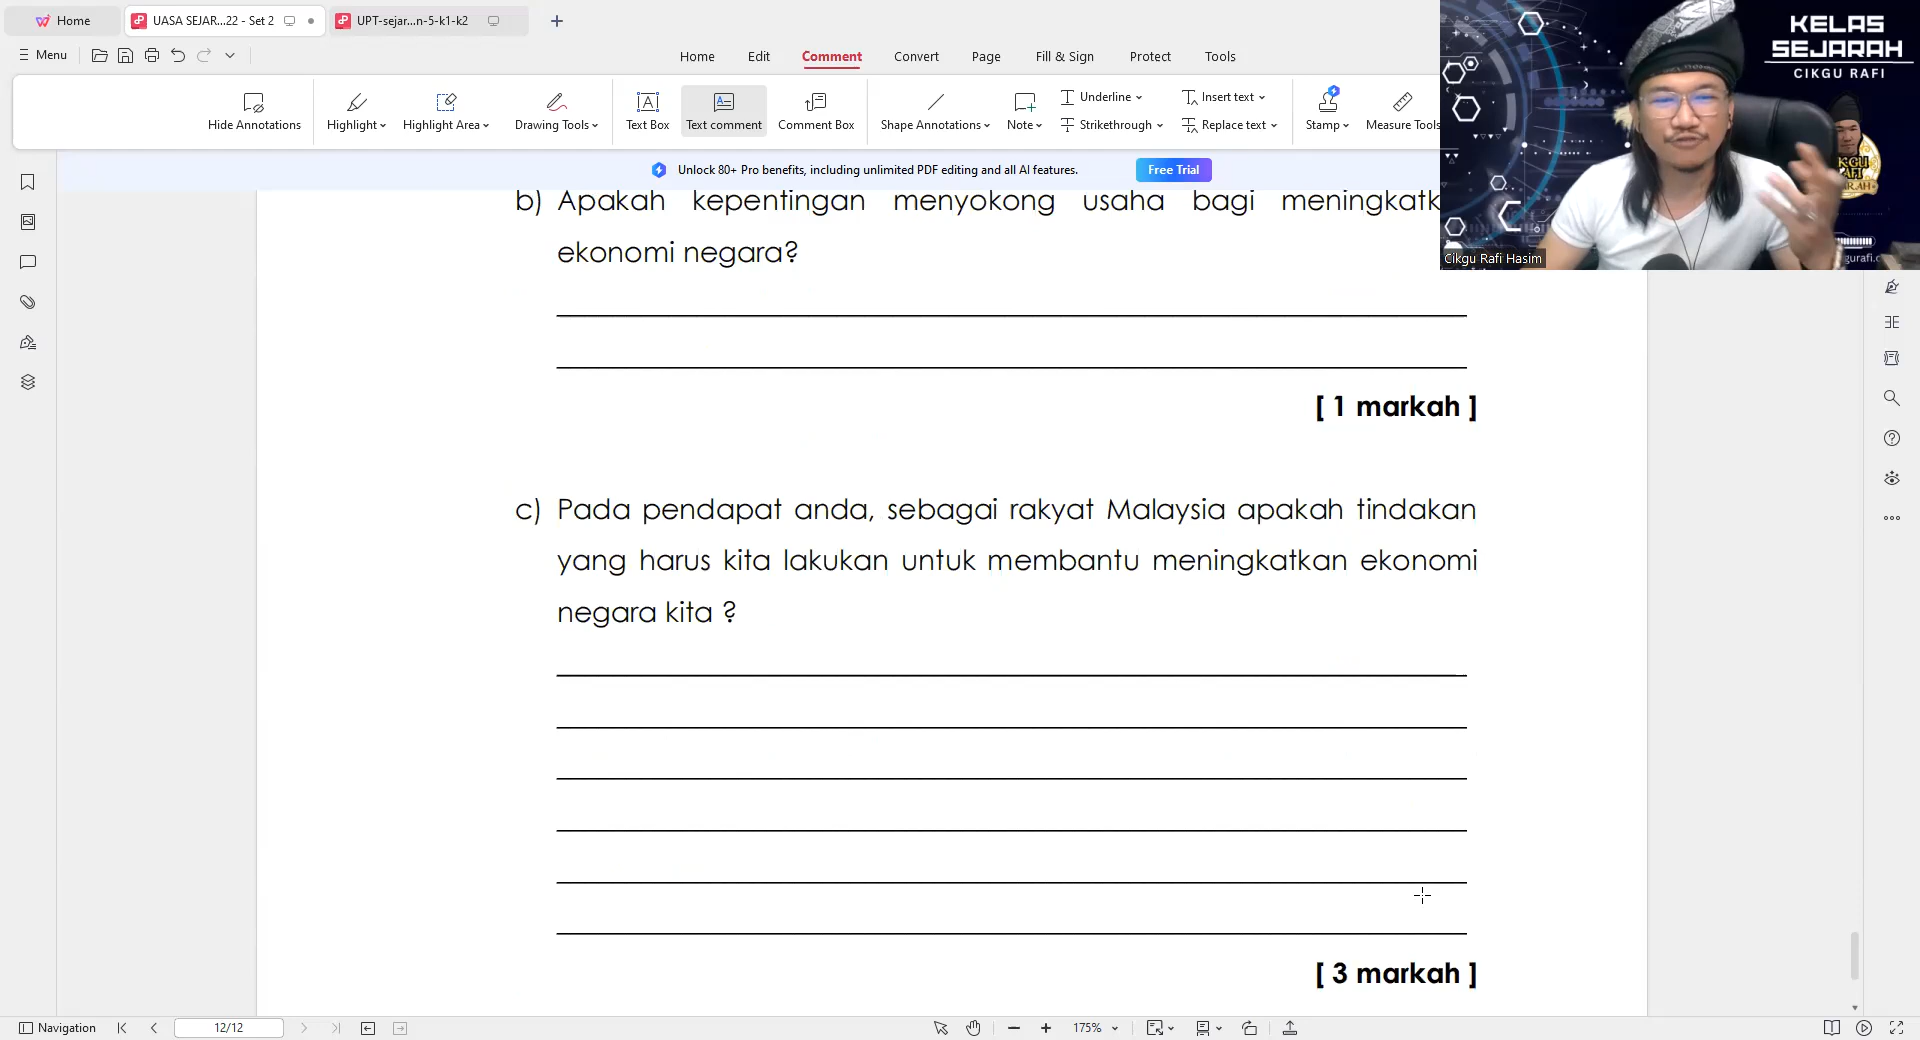 Home
UASA SEJAR...22 - Set 2
UPT-sejar...n-5-k1-k2
Menu
Home Edit Comment Convert Page Fill & Sign Protect Tools
Hide Annotations
Highlight
Highlight Area
Drawing Tools
Text Box
Text comment
Comment Box
Shape Annotations
Note
Underline
Strikethrough
Insert text
Replace text
Stamp
Measure Tools
KELAS
SEJARAH
CIKGU RAFI
Cikgu Rafi Hasim
Unlock 80+ Pro benefits, including unlimited PDF editing and all AI features.
Free Trial
b) Apakah kepentingan menyokong usaha bagi meningkatk
ekonomi negara?
[ 1 markah ]
c) Pada pendapat anda, sebagai rakyat Malaysia apakah tindakan
yang harus kita lakukan untuk membantu meningkatkan ekonomi
negara kita ?
[ 3 markah ]
Navigation
12/12
175%